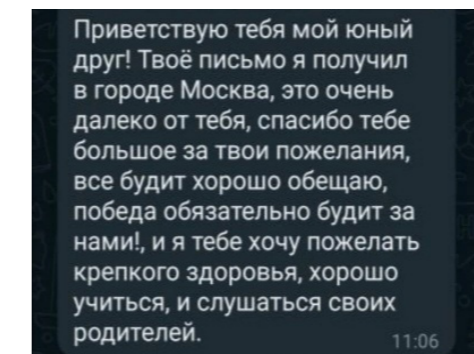 Приветствую тебя мой юный
друг! Твоё письмо я получил
в городе Москва, это очень
далеко от тебя, спасибо тебе
большое за твои пожелания,
все будит хорошо обещаю,
победа обязательно будит за
нами!, и я тебе хочу пожелать
крепкого здоровья, хорошо
учиться, и слушаться своих
родителей.
11:06